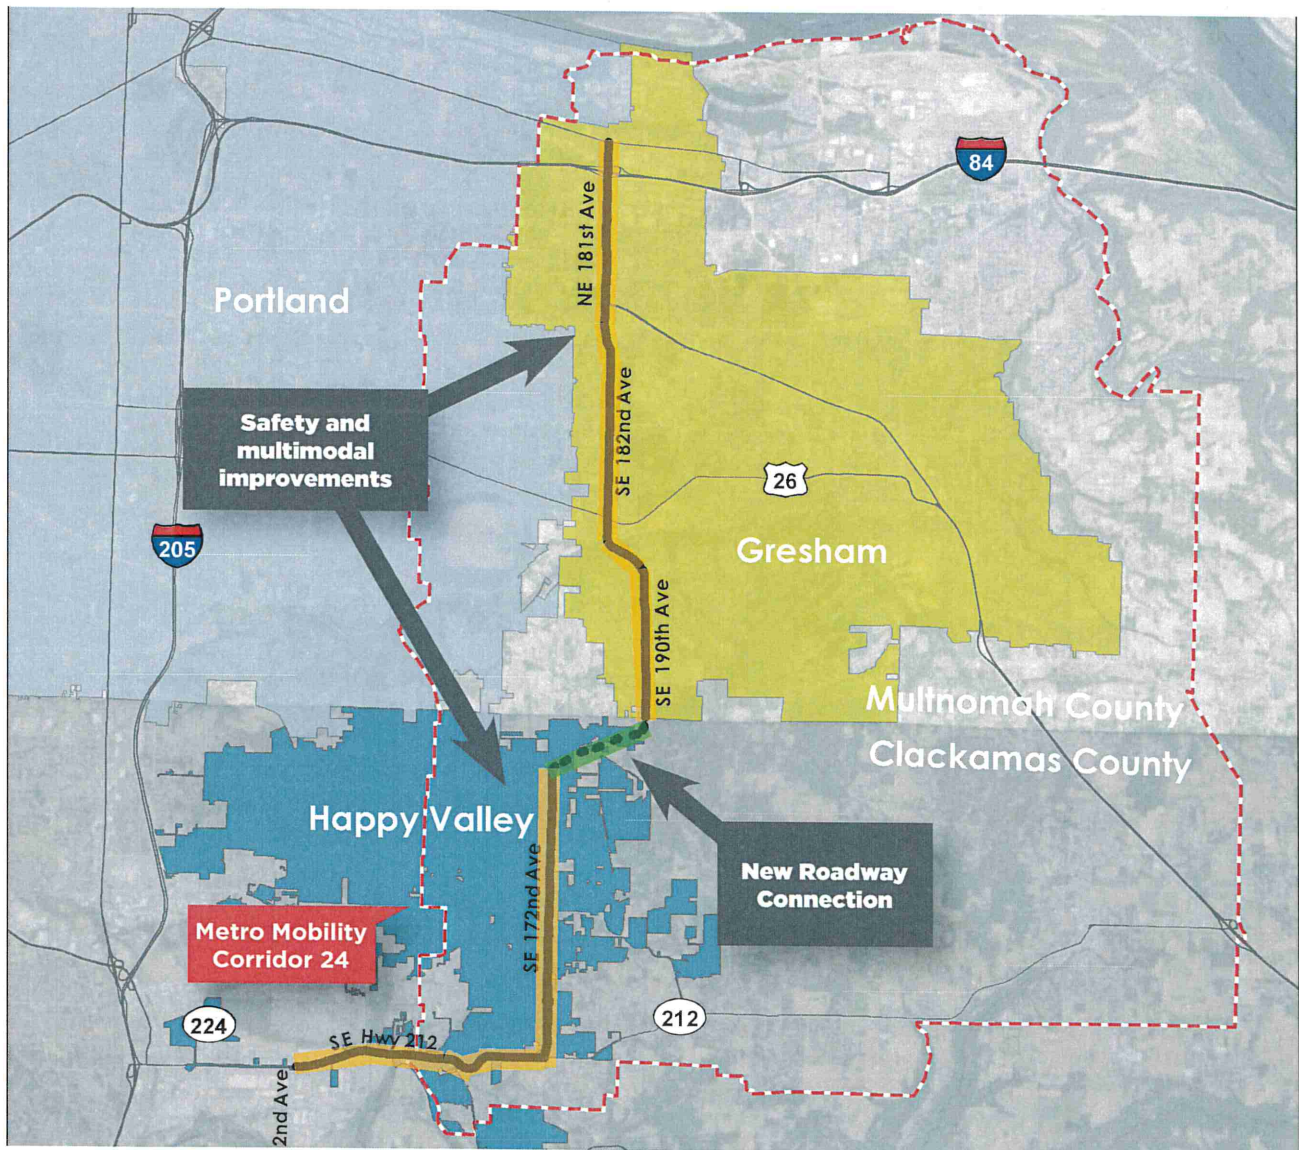 84
NE 181st Ave
Portland
SE 182nd Ave
Safety and
multimodal
improvements
26
205
Gresham
SE 190th Ave
Multnomah County
Clackamas County
Happy Valley
SE 172nd Ave
New Roadway
Connection
Metro Mobility
Corridor 24
224
212
SE Hwy 212
2nd Ave